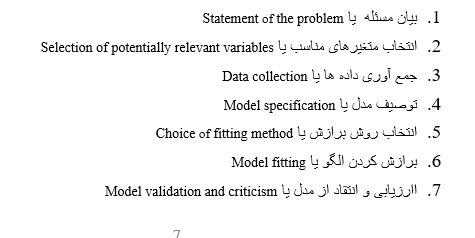 1. بیان مسئله یا Statement of the problem
2. انتخاب متغیرهای مناسب یا Selection of potentially relevant variables
3. جمع آوری داده ها یا Data collection
4. توصیف مدل یا Model specification
5. انتخاب روش برازش یا Choice of fitting method
6. برازش کردن الگو یا Model fitting
7. اارزیابی و انتقاد از مدل یا Model validation and criticism
7